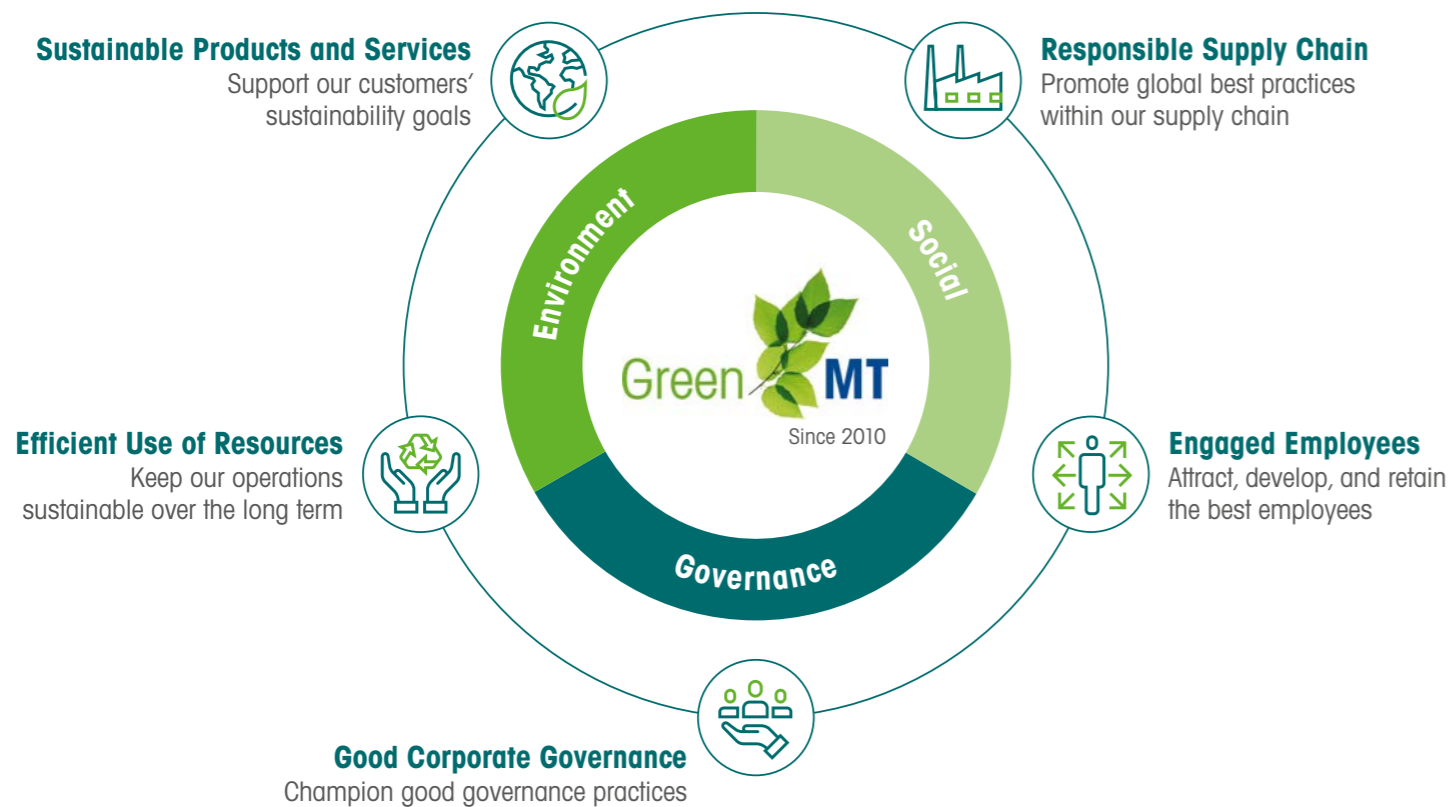 Sustainable Products and Services
Support our customers'
sustainability goals
Responsible Supply Chain
Promote global best practices
within our supply chain
Environment
Social
Green MT
Since 2010
Efficient Use of Resources
Keep our operations
sustainable over the long term
Engaged Employees
Attract, develop, and retain
the best employees
Governance
Good Corporate Governance
Champion good governance practices